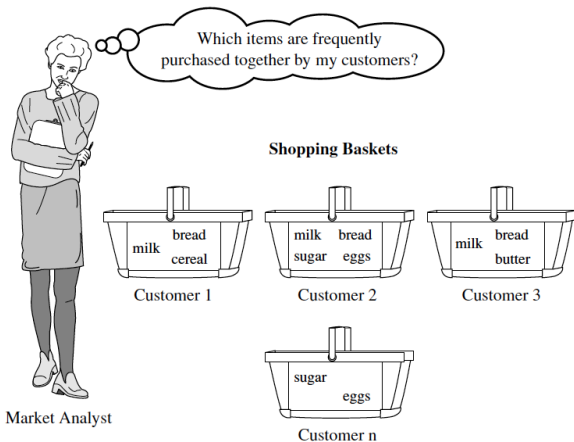 Which items are frequently
purchased together by my customers?
Shopping Baskets
milk bread
cereal
Customer 1
milk bread
sugar eggs
Customer 2
milk bread
butter
Customer 3
sugar
eggs
Customer n
Market Analyst